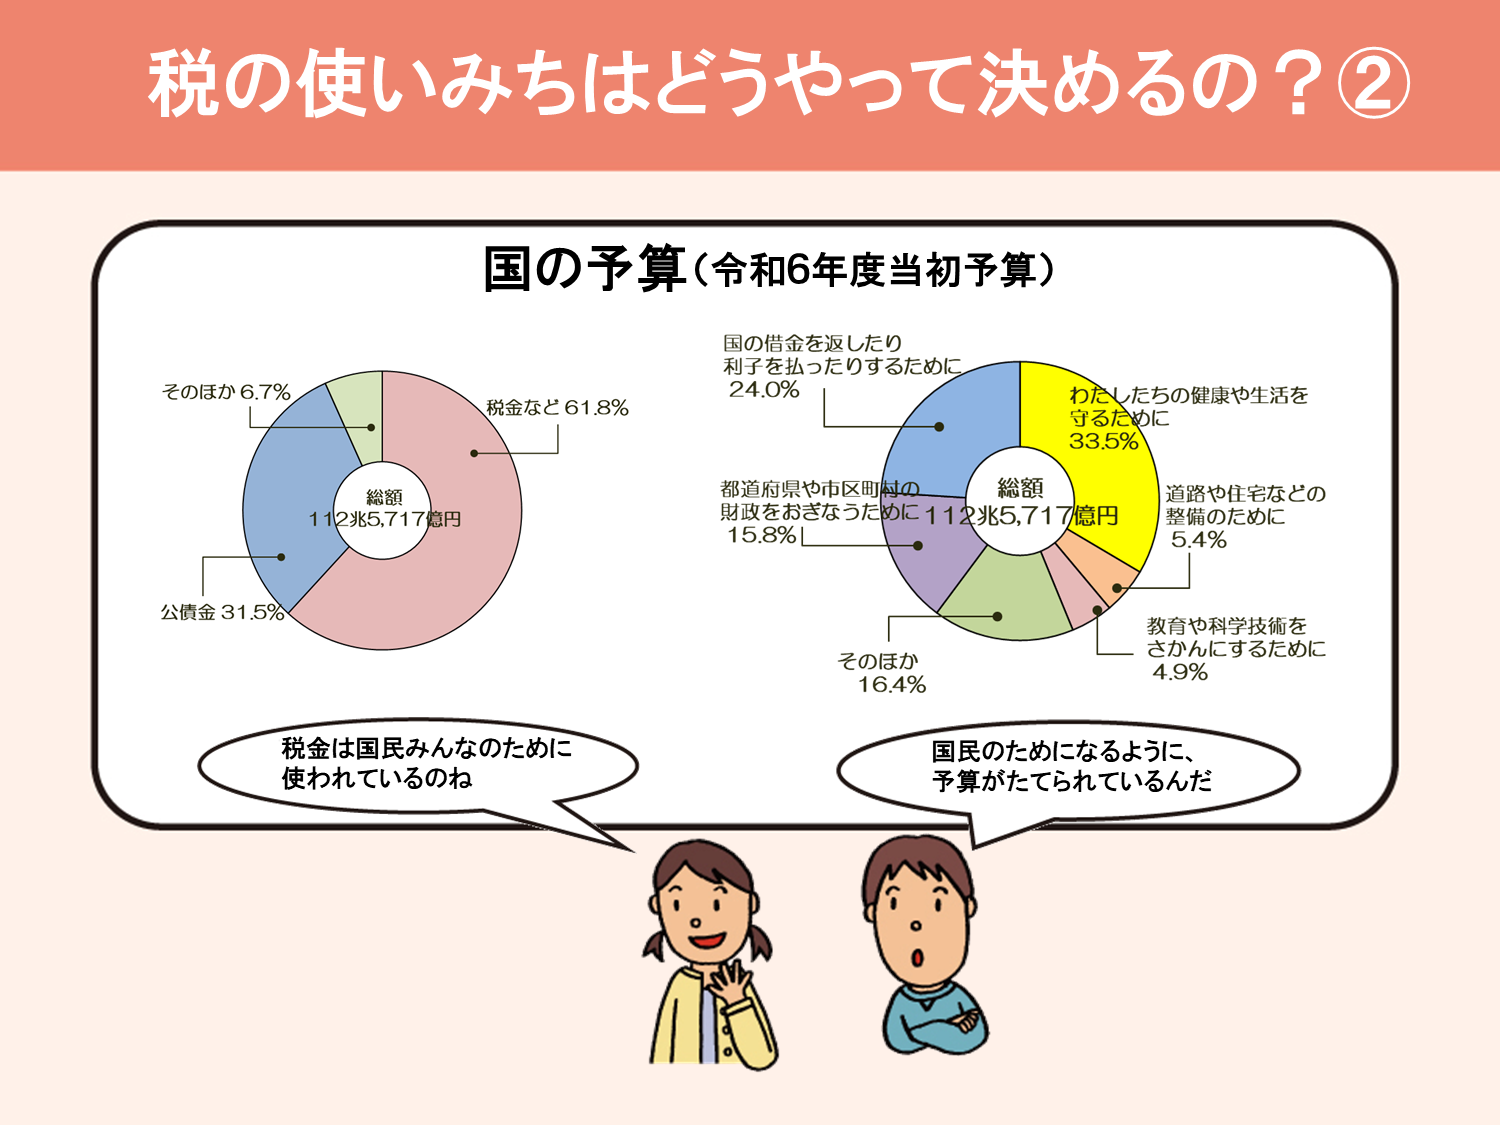 税の使いみちはどうやって決めるの？②
国の予算（令和6年度当初予算）
そのほか 6.7%
税金など 61.8%
総額
112兆5,717億円
公債金 31.5%
国の借金を返したり
利子を払ったりするために
24.0%
わたしたちの健康や生活を
守るために
33.5%
都道府県や市区町村の
財政をおぎなうために
15.8%
総額
112兆5,717億円
道路や住宅などの
整備のために
5.4%
教育や科学技術を
さかんにするために
4.9%
そのほか
16.4%
税金は国民みんなのために
使われているのね
国民のためになるように、
予算がたてられているんだ